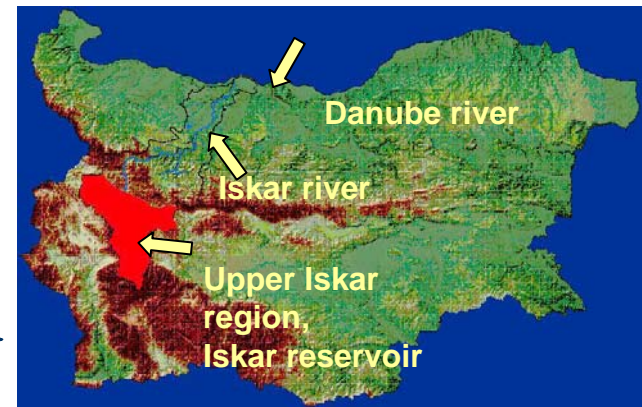 Danube river
Iskar river
Upper Iskar
region,
Iskar reservoir